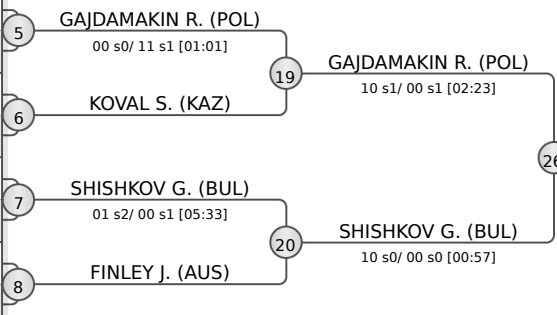 5
GAJDAMAKIN R. (POL)
00 s0/ 11 s1 [01:01]
19
GAJDAMAKIN R. (POL)
10 s1/ 00 s1 [02:23]
6
KOVAL S. (KAZ)
26
7
SHISHKOV G. (BUL)
01 s2/ 00 s1 [05:33]
20
SHISHKOV G. (BUL)
10 s0/ 00 s0 [00:57]
8
FINLEY J. (AUS)